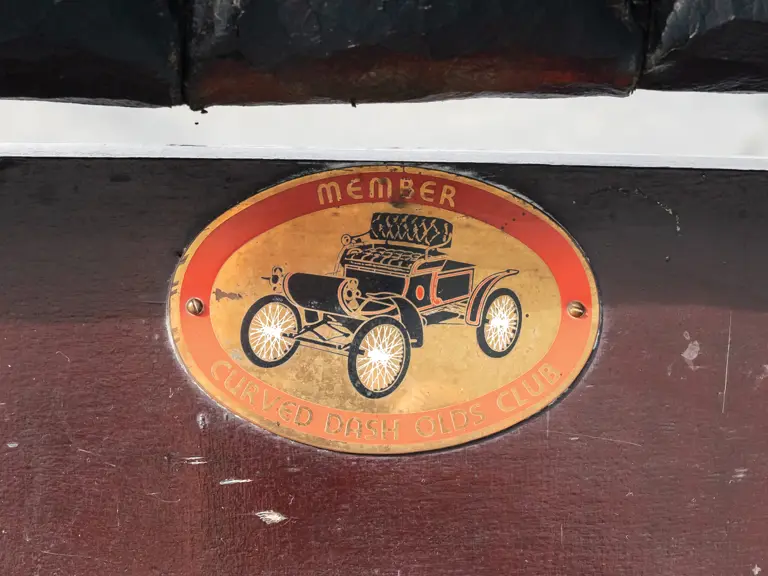 MEMBER
CURVED DASH OLDS CLUB